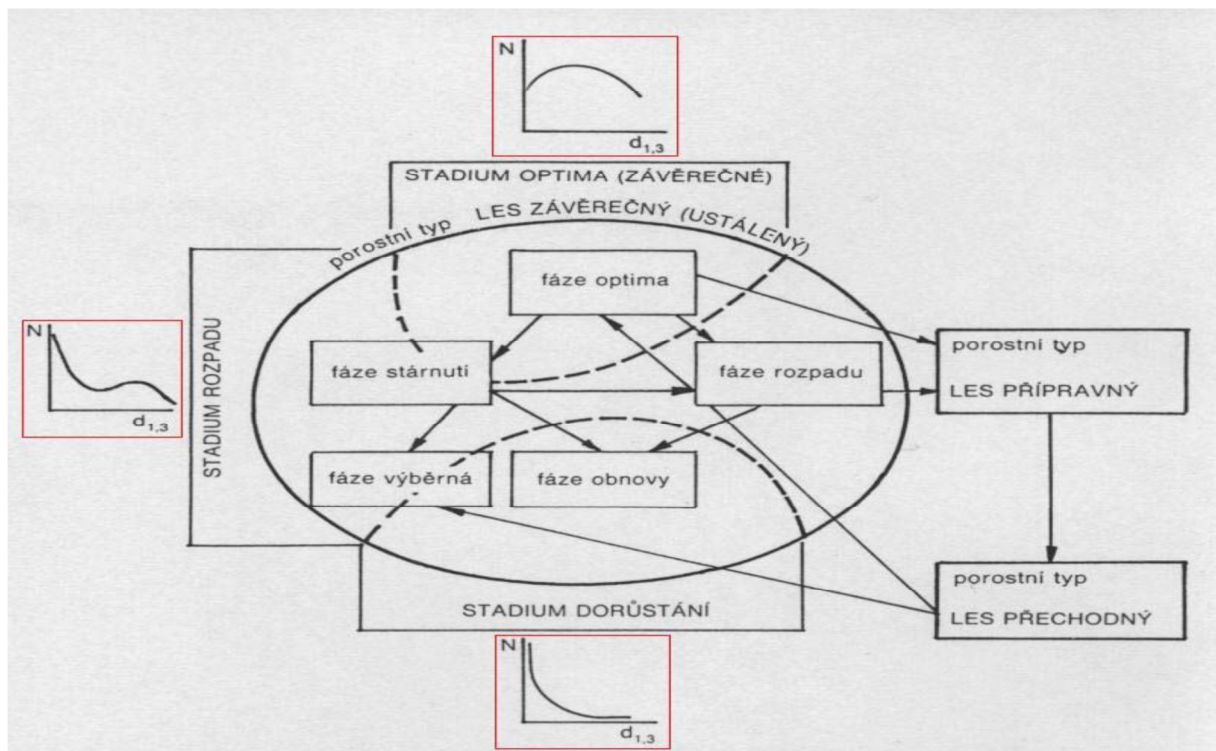 N
d1,3
STADIUM OPTIMA (ZÁVĚREČNÉ)
porostní typ LES ZÁVĚREČNÝ (USTÁLENÝ)
fáze optima
N
d1,3
STADIUM ROZPADU
fáze stárnutí
fáze rozpadu
porostní typ
LES PŘÍPRAVNÝ
fáze výběrná
fáze obnovy
porostní typ
LES PŘECHODNÝ
STADIUM DORŮSTÁNÍ
N
d1,3